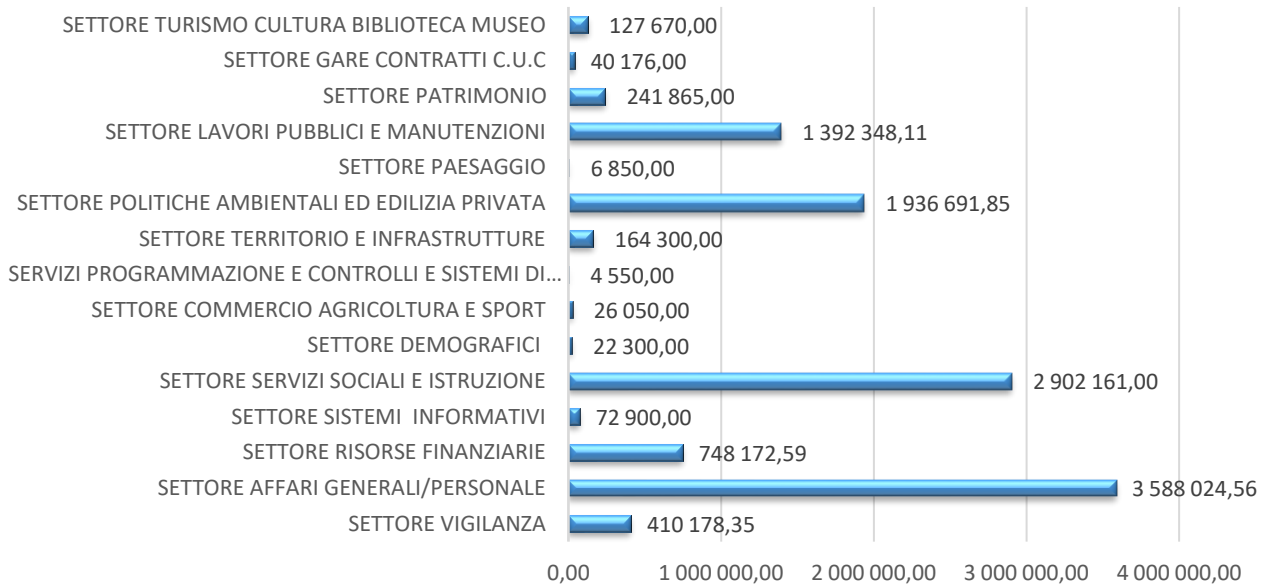 SETTORE TURISMO CULTURA BIBLIOTECA MUSEO 127 670,00
SETTORE GARE CONTRATTI C.U.C 40 176,00
SETTORE PATRIMONIO 241 865,00
SETTORE LAVORI PUBBLICI E MANUTENZIONI 1 392 348,11
SETTORE PAESAGGIO 6 850,00
SETTORE POLITICHE AMBIENTALI ED EDILIZIA PRIVATA 1 936 691,85
SETTORE TERRITORIO E INFRASTRUTTURE 164 300,00
SERVIZI PROGRAMMAZIONE E CONTROLLI E SISTEMI DI… 4 550,00
SETTORE COMMERCIO AGRICOLTURA E SPORT 26 050,00
SETTORE DEMOGRAFICI 22 300,00
SETTORE SERVIZI SOCIALI E ISTRUZIONE 2 902 161,00
SETTORE SISTEMI INFORMATIVI 72 900,00
SETTORE RISORSE FINANZIARIE 748 172,59
SETTORE AFFARI GENERALI/PERSONALE 3 588 024,56
SETTORE VIGILANZA 410 178,35
0,00 1 000 000,00 2 000 000,00 3 000 000,00 4 000 000,00